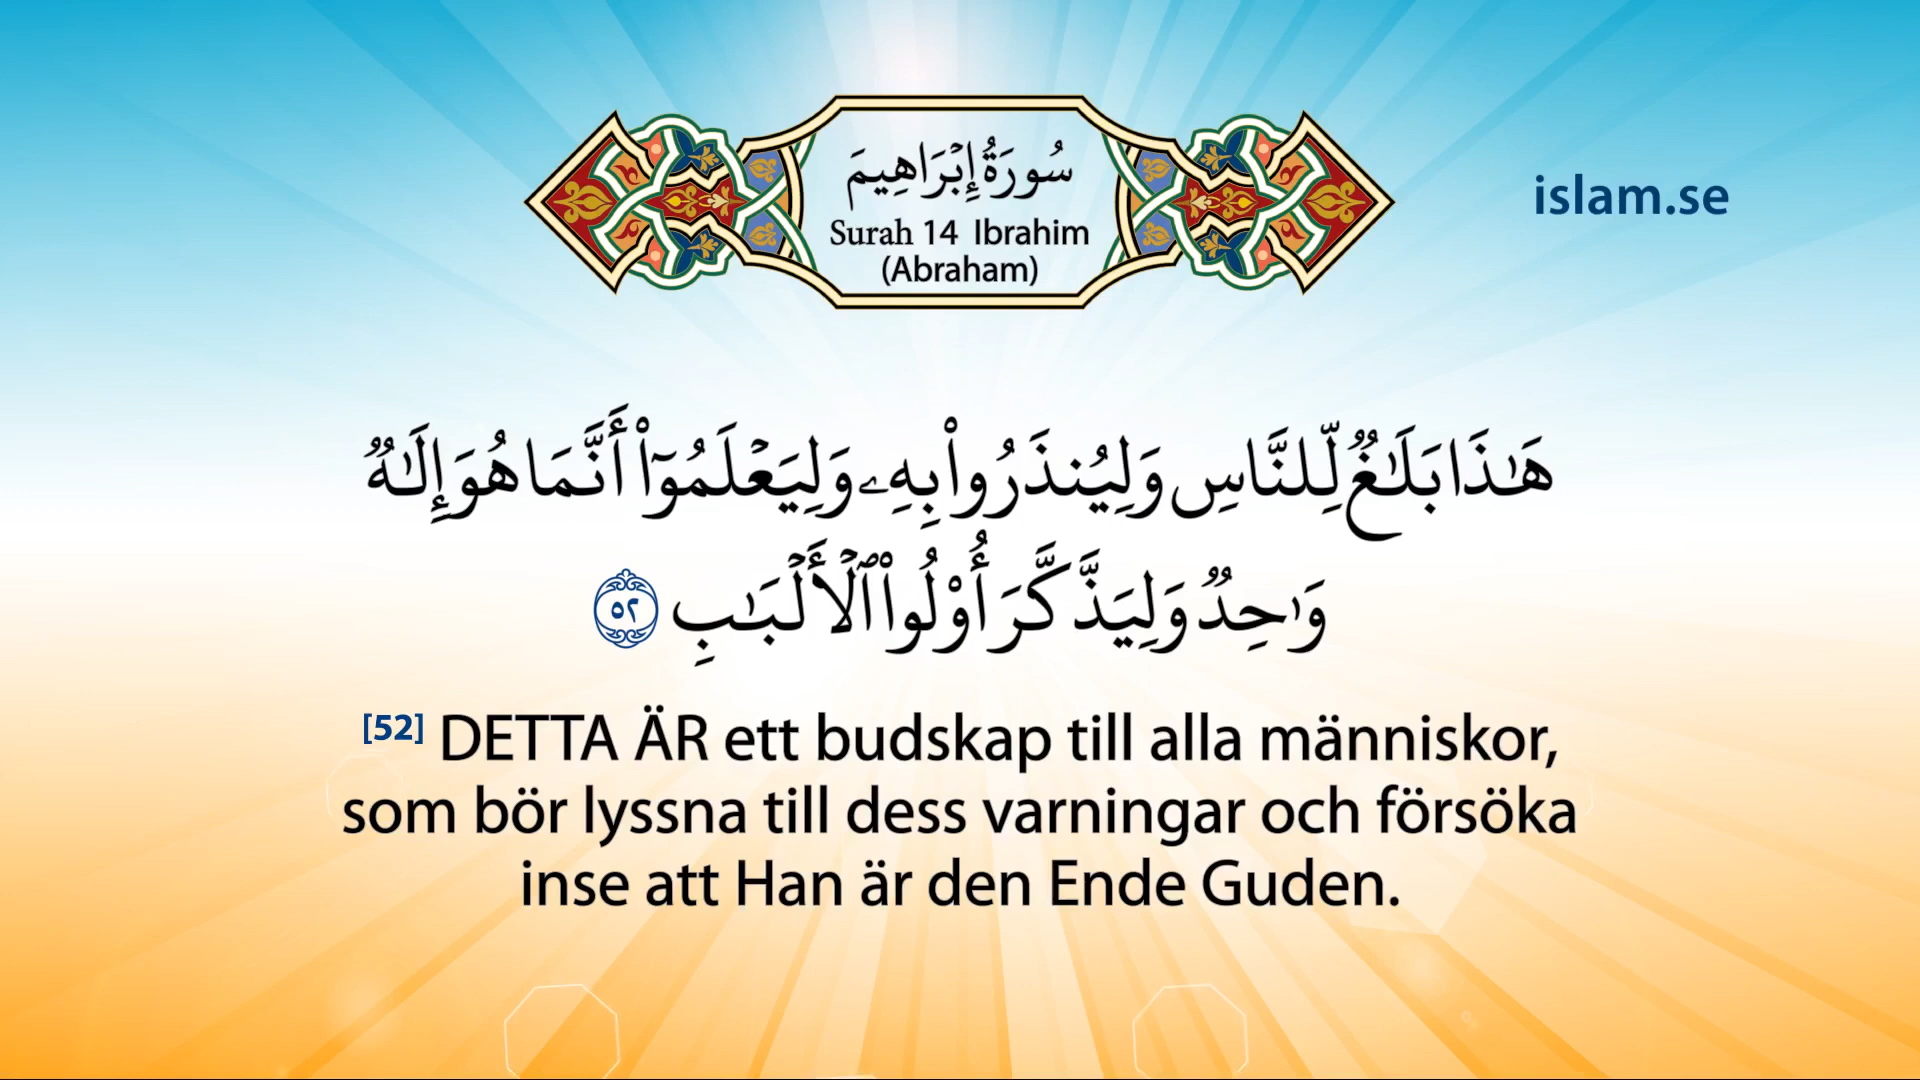 سُورَةُ إِبْرَاهِيمَ
Surah 14 Ibrahim
(Abraham)
islam.se
هَـٰذَا بَلَـٰغٌ لِّلنَّاسِ وَلِيُنذَرُوا۟ بِهِۦ وَلِيَعْلَمُوٓا۟ أَنَّمَا هُوَ إِلَـٰهٌ
وَٰحِدٌ وَلِيَذَّكَّرَ أُو۟لُوا۟ ٱلْأَلْبَـٰبِ ٥٢
[52] DETTA ÄR ett budskap till alla människor,
som bör lyssna till dess varningar och försöka
inse att Han är den Ende Guden.